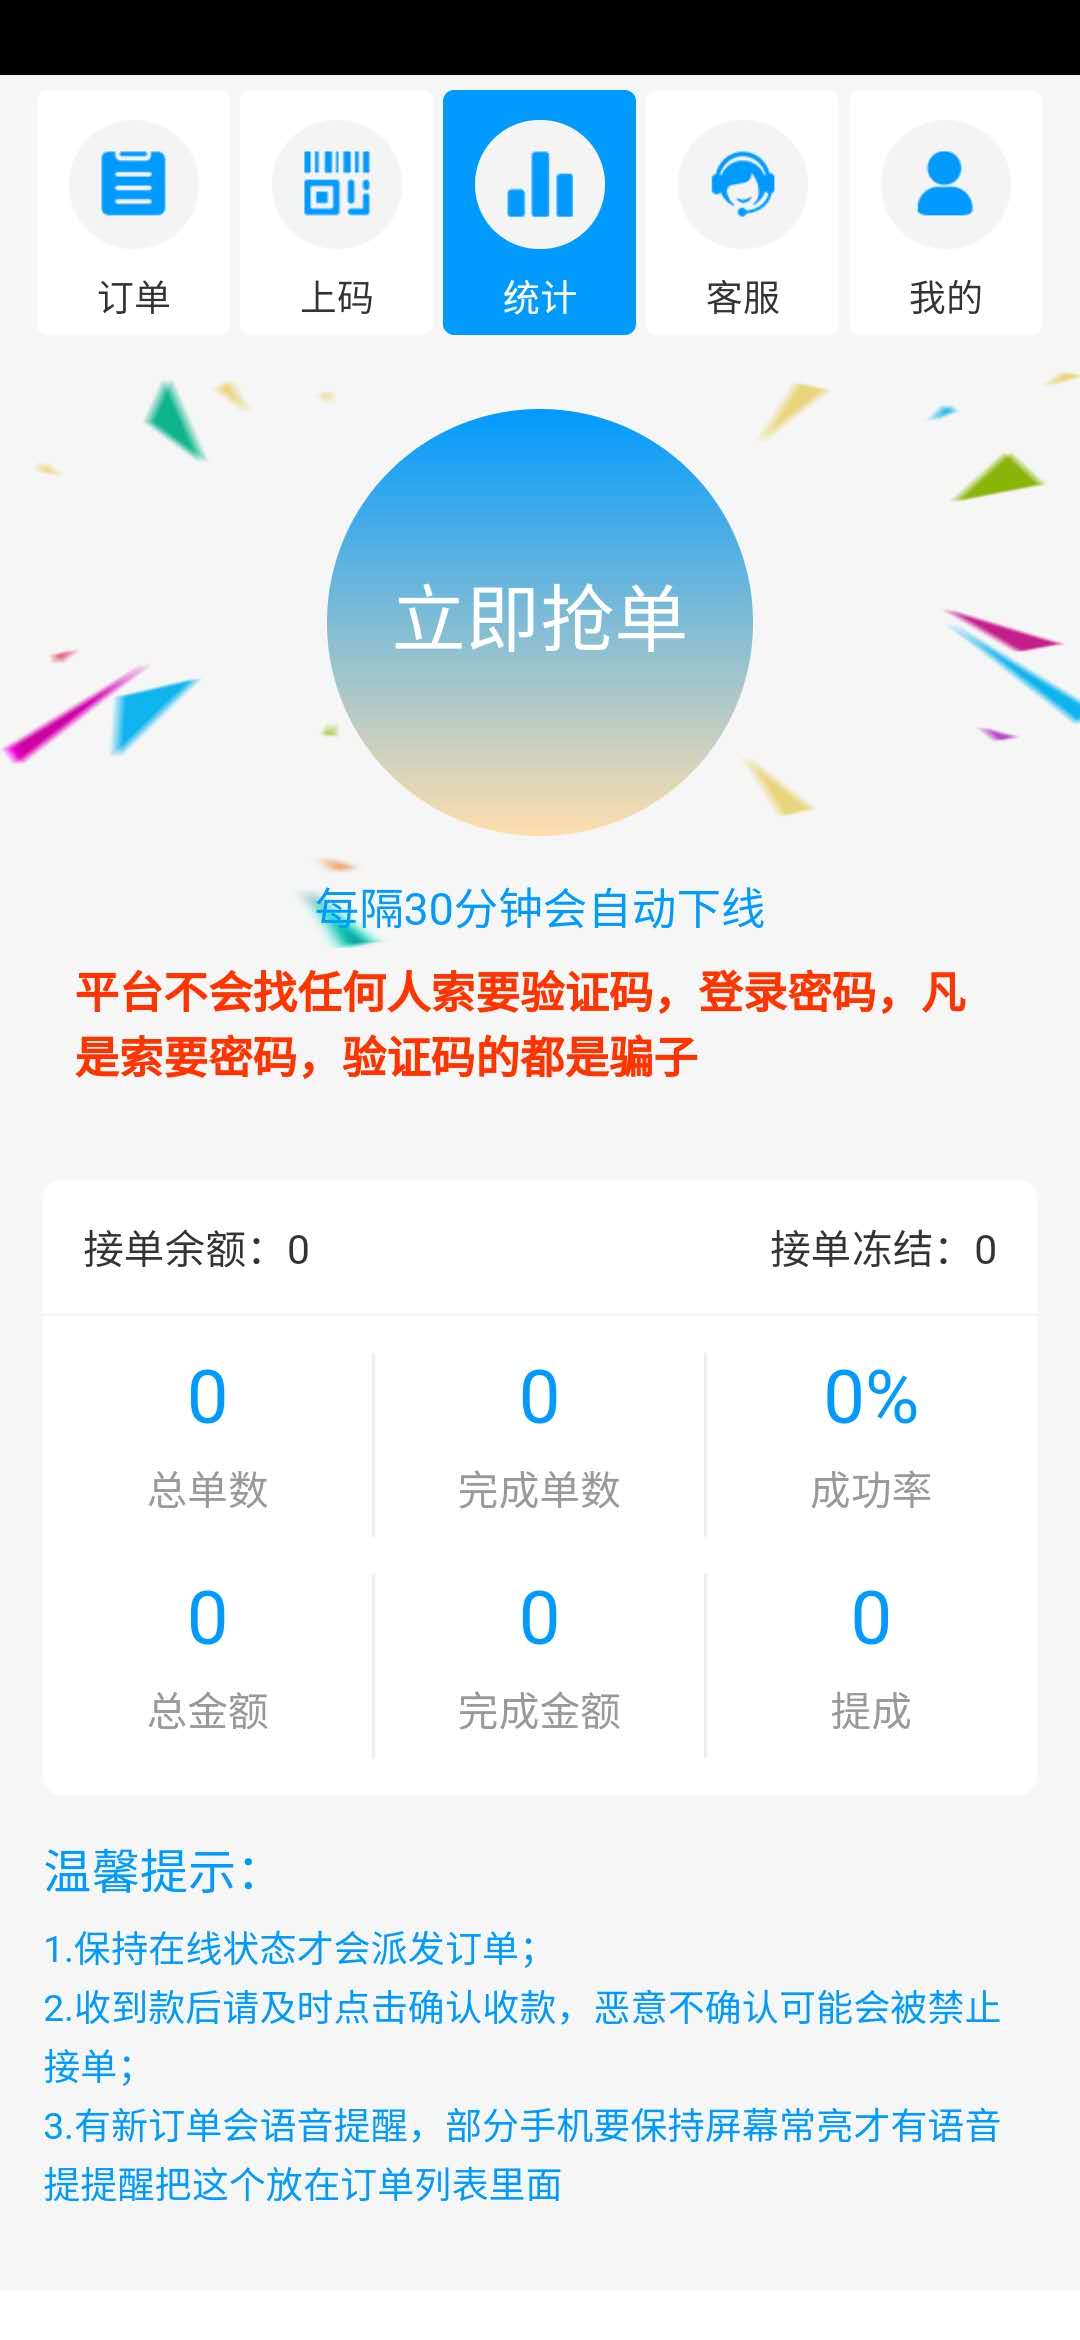 订单
上码
统计
客服
我的
立即抢单
每隔30分钟会自动下线
平台不会找任何人索要验证码，登录密码，凡
是索要密码，验证码的都是骗子
接单余额：0
接单冻结：0
0
0
0%
总单数
完成单数
成功率
0
0
0
总金额
完成金额
提成
温馨提示：
1.保持在线状态才会派发订单；
2.收到款后请及时点击确认收款，恶意不确认可能会被禁止
接单；
3.有新订单会语音提醒，部分手机要保持屏幕常亮才有语音
提提醒把这个放在订单列表里面